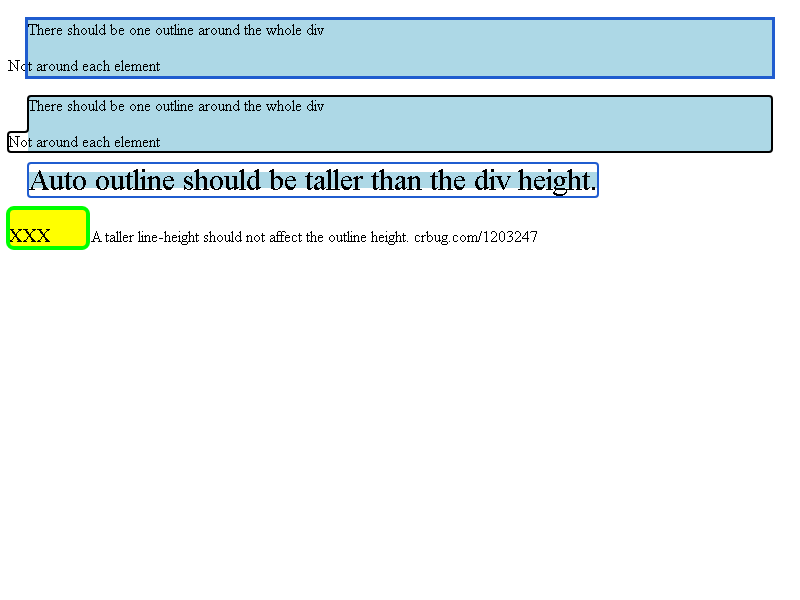 There should be one outline around the whole div
Not around each element
There should be one outline around the whole div
Not around each element
Auto outline should be taller than the div height.
XXX A taller line-height should not affect the outline height. crbug.com/1203247